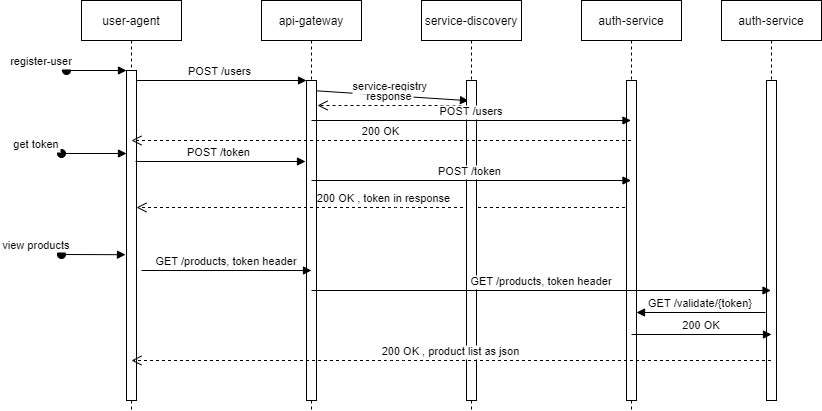 user-agent
api-gateway
service-discovery
auth-service
auth-service
register-user
POST /users
service-registry
response
POST /users
200 OK
get token
POST /token
POST /token
200 OK , token in response
view products
GET /products, token header
GET /products, token header
GET /validate/{token}
200 OK
200 OK , product list as json